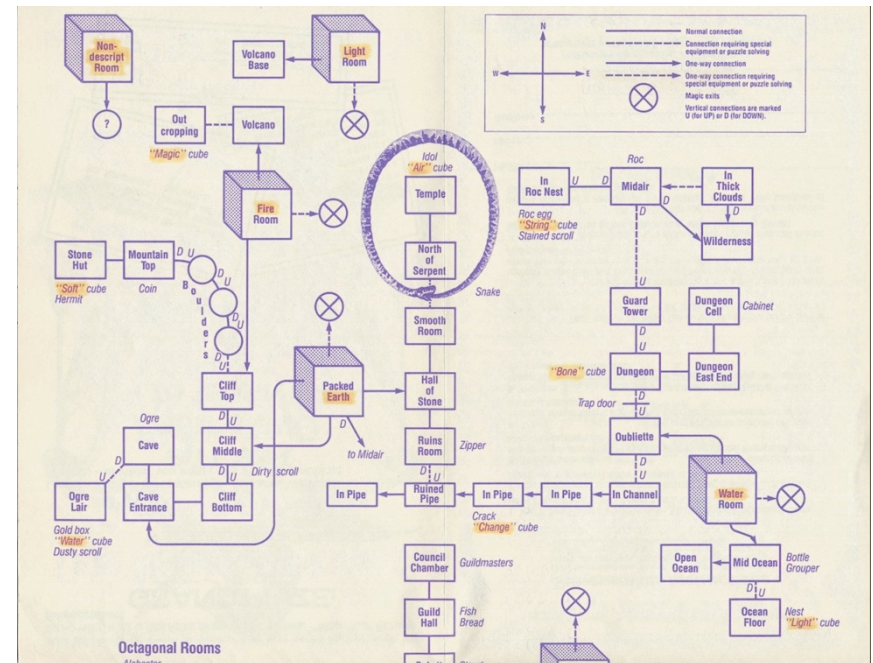 Non-
descript
Room
?
Volcano
Base
Light
Room
N
W
E
S
Normal connection
Connection requiring special
equipment or puzzle solving
One-way connection
One-way connection requiring
special equipment or puzzle solving
Magic exits
Vertical connections are marked
U (for UP) or D (for DOWN).
Out
cropping
Volcano
"Magic" cube
Fire
Room
Idol
"Air" cube
Temple
North
of
Serpent
Snake
Smooth
Room
Hall
of
Stone
Ruins
Room
Zipper
D U
Ruined
Pipe
Roc
In
Roc Nest
U D
Midair
D
In
Thick
Clouds
D
Wilderness
D
Roc egg
"String" cube
Stained scroll
U
Guard
Tower
D
U
Dungeon
Cell
Cabinet
"Bone" cube
Dungeon
Dungeon
East End
Trap door
D
U
Oubliette
D
U
In Channel
In Pipe
In Pipe
In Pipe
Crack
"Change" cube
Stone
Hut
Mountain
Top
D U
"Soft" cube
Hermit
Coin
Boulders
D
U
D
U
D
U
Cliff
Top
D
U
Packed
Earth
D
to Midair
Ogre
Cave
D
U
Cliff
Middle
Dirty scroll
D
U
Ogre
Lair
Cave
Entrance
Cliff
Bottom
Gold box
"Water" cube
Dusty scroll
Water
Room
Open
Ocean
Mid Ocean
Bottle
Grouper
D U
Ocean
Floor
Nest
"Light" cube
Council
Chamber
Guildmasters
Guild
Hall
Fish
Bread
Octagonal Rooms